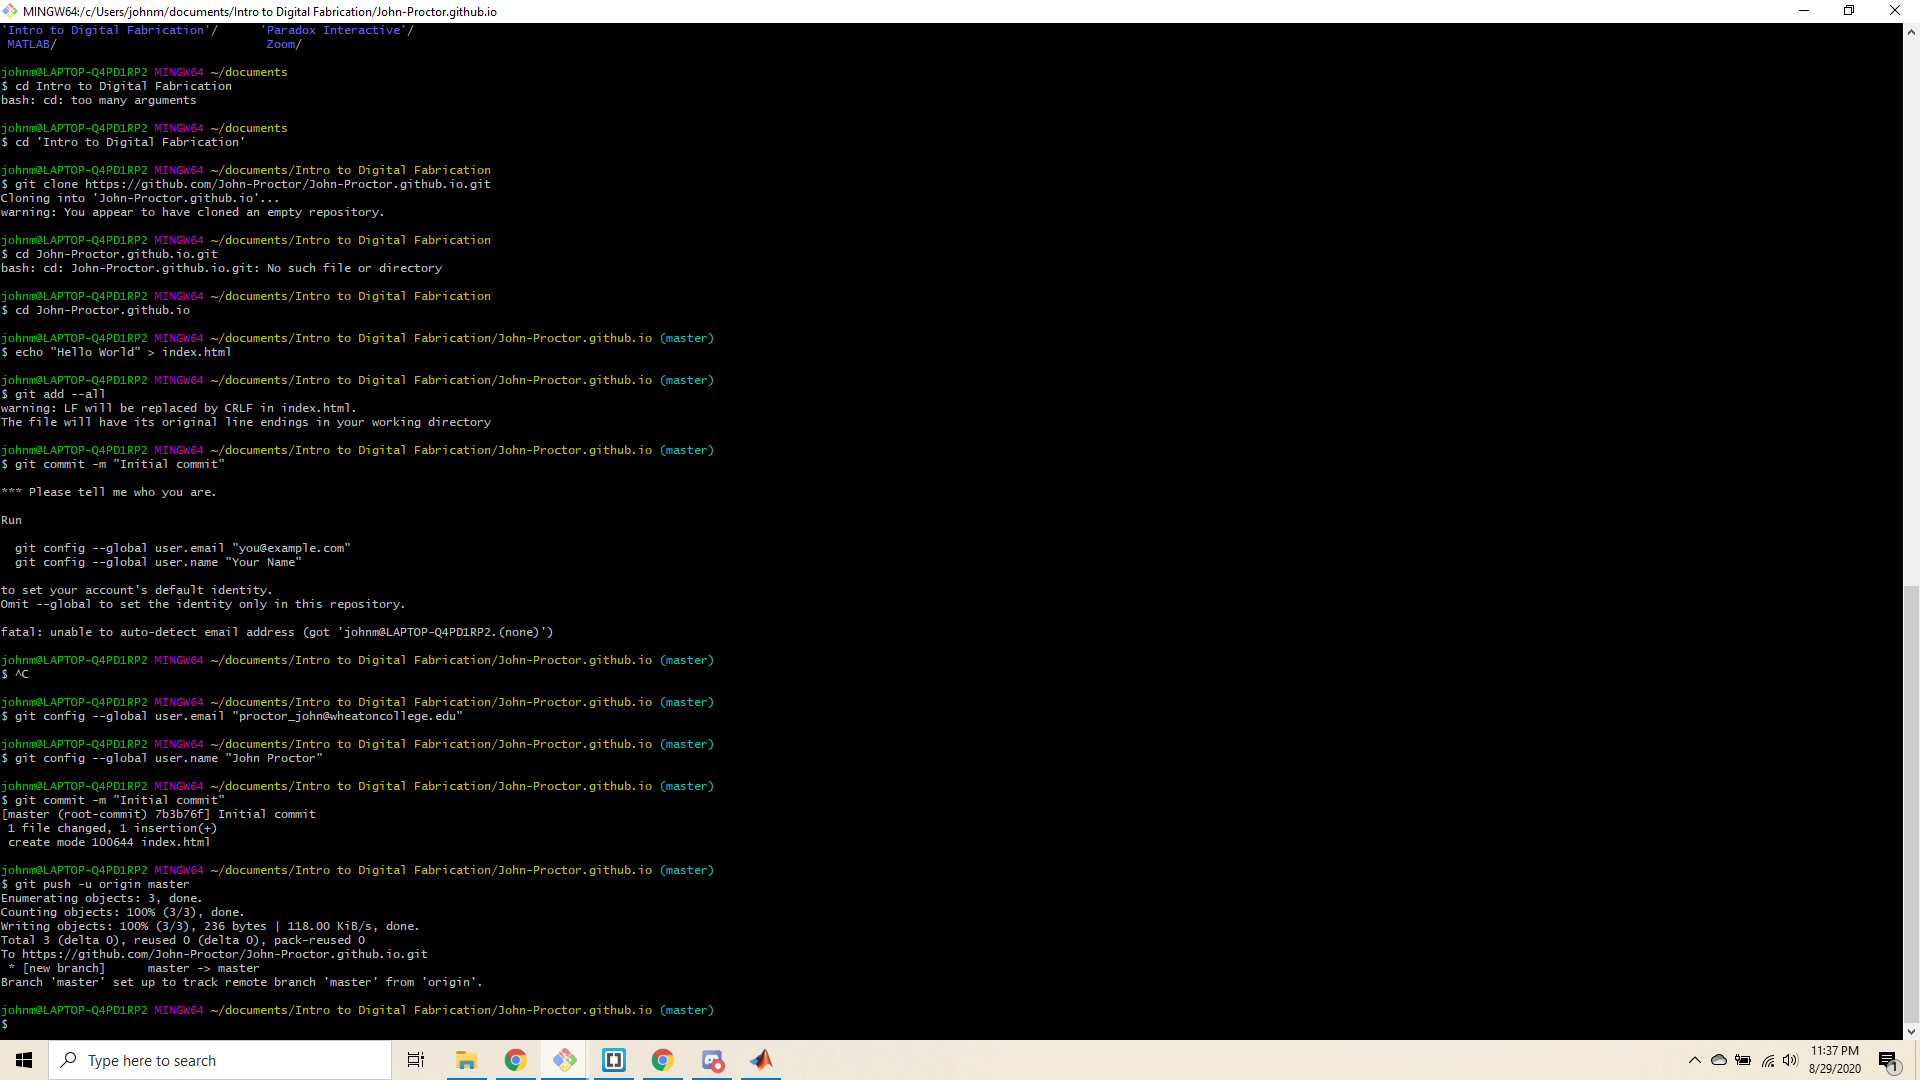 MINGW64:/c/Users/johnm/documents/Intro to Digital Fabrication/John-Proctor.github.io
'Intro to Digital Fabrication'/      'Paradox Interactive'/
 MATLAB/                              Zoom/
johnm@LAPTOP-Q4PD1RP2 MINGW64 ~/documents
$ cd Intro to Digital Fabrication
bash: cd: too many arguments
johnm@LAPTOP-Q4PD1RP2 MINGW64 ~/documents
$ cd 'Intro to Digital Fabrication'
johnm@LAPTOP-Q4PD1RP2 MINGW64 ~/documents/Intro to Digital Fabrication
$ git clone https://github.com/John-Proctor/John-Proctor.github.io.git
Cloning into 'John-Proctor.github.io'...
warning: You appear to have cloned an empty repository.
johnm@LAPTOP-Q4PD1RP2 MINGW64 ~/documents/Intro to Digital Fabrication
$ cd John-Proctor.github.io.git
bash: cd: John-Proctor.github.io.git: No such file or directory
johnm@LAPTOP-Q4PD1RP2 MINGW64 ~/documents/Intro to Digital Fabrication
$ cd John-Proctor.github.io
johnm@LAPTOP-Q4PD1RP2 MINGW64 ~/documents/Intro to Digital Fabrication/John-Proctor.github.io (master)
$ echo "Hello World" > index.html
johnm@LAPTOP-Q4PD1RP2 MINGW64 ~/documents/Intro to Digital Fabrication/John-Proctor.github.io (master)
$ git add --all
warning: LF will be replaced by CRLF in index.html.
The file will have its original line endings in your working directory
johnm@LAPTOP-Q4PD1RP2 MINGW64 ~/documents/Intro to Digital Fabrication/John-Proctor.github.io (master)
$ git commit -m "Initial commit"
*** Please tell me who you are.
Run
  git config --global user.email "you@example.com"
  git config --global user.name "Your Name"
to set your account's default identity.
Omit --global to set the identity only in this repository.
fatal: unable to auto-detect email address (got 'johnm@LAPTOP-Q4PD1RP2.(none)')
johnm@LAPTOP-Q4PD1RP2 MINGW64 ~/documents/Intro to Digital Fabrication/John-Proctor.github.io (master)
$ ^C
johnm@LAPTOP-Q4PD1RP2 MINGW64 ~/documents/Intro to Digital Fabrication/John-Proctor.github.io (master)
$ git config --global user.email "proctor_john@wheatoncollege.edu"
johnm@LAPTOP-Q4PD1RP2 MINGW64 ~/documents/Intro to Digital Fabrication/John-Proctor.github.io (master)
$ git config --global user.name "John Proctor"
johnm@LAPTOP-Q4PD1RP2 MINGW64 ~/documents/Intro to Digital Fabrication/John-Proctor.github.io (master)
$ git commit -m "Initial commit"
[master (root-commit) 7b3b76f] Initial commit
 1 file changed, 1 insertion(+)
 create mode 100644 index.html
johnm@LAPTOP-Q4PD1RP2 MINGW64 ~/documents/Intro to Digital Fabrication/John-Proctor.github.io (master)
$ git push -u origin master
Enumerating objects: 3, done.
Counting objects: 100% (3/3), done.
Writing objects: 100% (3/3), 236 bytes | 118.00 KiB/s, done.
Total 3 (delta 0), reused 0 (delta 0), pack-reused 0
To https://github.com/John-Proctor/John-Proctor.github.io.git
 * [new branch]      master -> master
Branch 'master' set up to track remote branch 'master' from 'origin'.
johnm@LAPTOP-Q4PD1RP2 MINGW64 ~/documents/Intro to Digital Fabrication/John-Proctor.github.io (master)
$
Type here to search
11:37 PM
8/29/2020
1